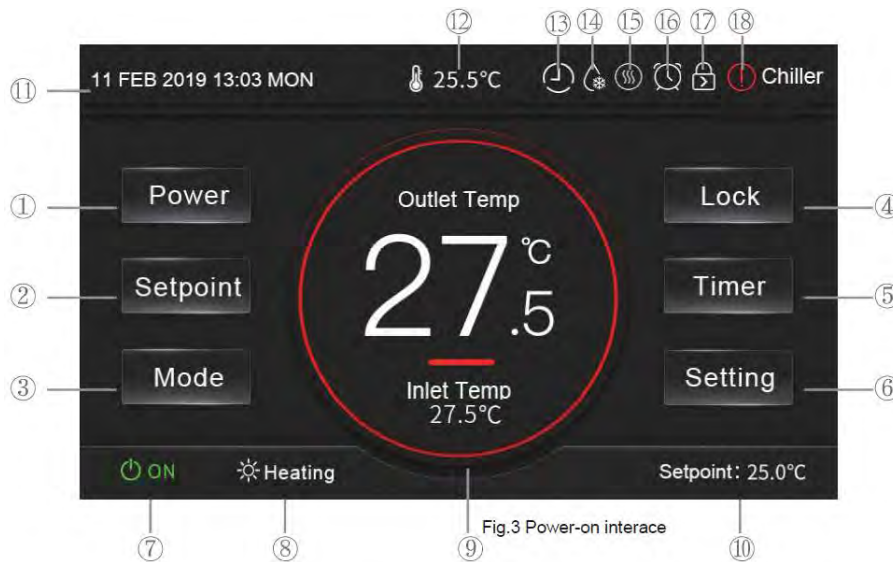 ⑫ ⑬ ⑭ ⑮ ⑯ ⑰ ⑱
⑪ 11 FEB 2019 13:03 MON 25.5℃ Chiller
① Power
Lock ④
Outlet Temp
27.5℃
② Setpoint
Timer ⑤
③ Mode
Setting ⑥
Inlet Temp
27.5℃
ON Heating Setpoint: 25.0℃
Fig.3 Power-on interace
⑦ ⑧ ⑨ ⑩